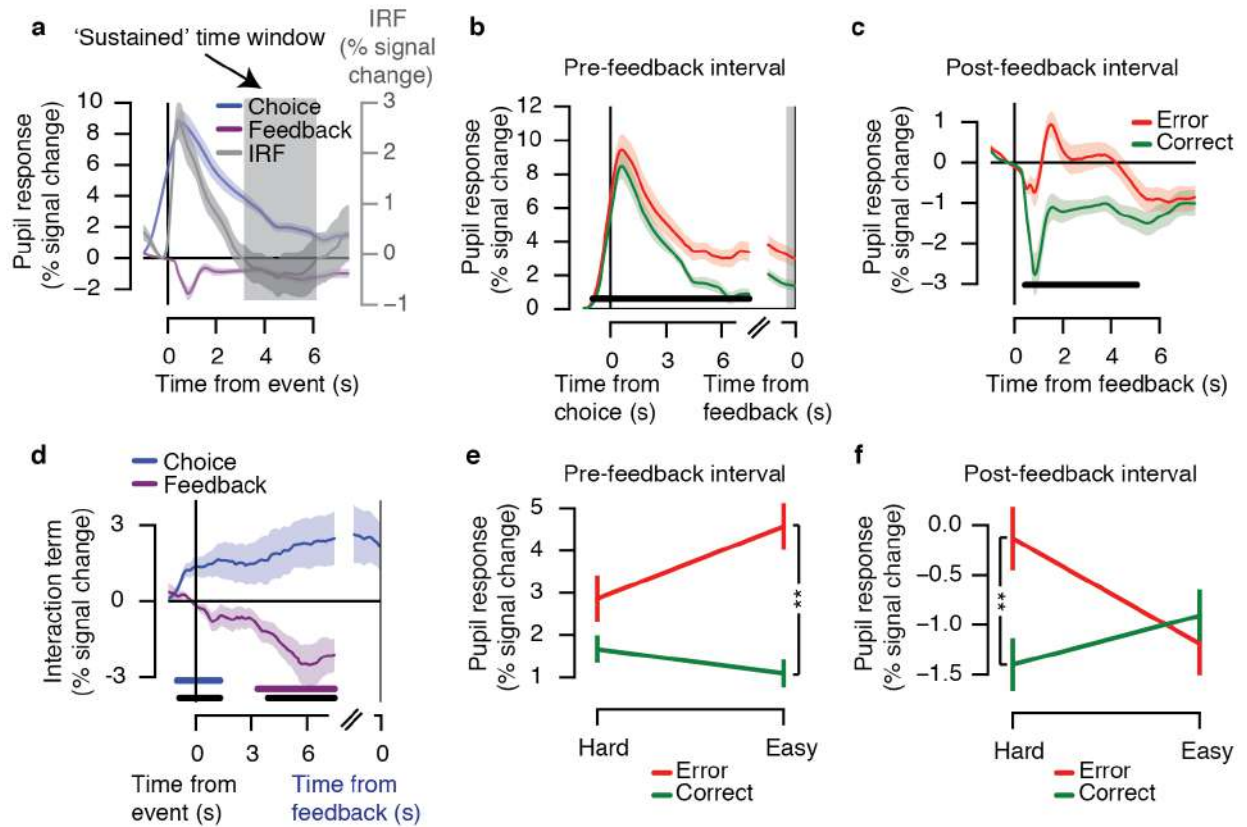 a
'Sustained' time window
IRF
(% signal
change)
Pupil response
(% signal change)
10
8
6
4
2
0
−2
Choice
Feedback
IRF
3
2
1
0
−1
0 2 4 6
Time from event (s)
b
Pre-feedback interval
Pupil response
(% signal change)
12
10
8
6
4
2
0
0 3 6 0
Time from
choice (s)
Time from
feedback (s)
c
Post-feedback interval
Pupil response
(% signal change)
1
0
−1
−2
−3
Error
Correct
0 2 4 6
Time from feedback (s)
d
Choice
Feedback
Interaction term
(% signal change)
3
0
−3
0 3 6 0
Time from
event (s)
Time from
feedback (s)
e
Pre-feedback interval
Pupil response
(% signal change)
5
4
3
2
1
**
Hard Easy
Error
Correct
f
Post-feedback interval
Pupil response
(% signal change)
0.0
−0.5
−1.0
−1.5
**
Hard Easy
Error
Correct